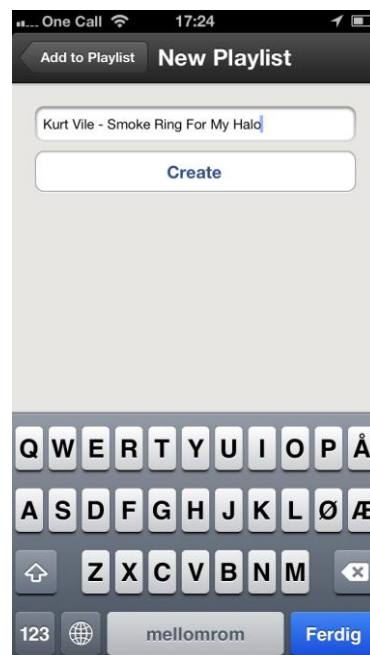 One Call 17:24
Add to Playlist New Playlist
Kurt Vile - Smoke Ring For My Halo
Create
Q W E R T Y U I O P Å
A S D F G H J K L Ø Æ
Z X C V B N M
123 mellomrom Ferdig